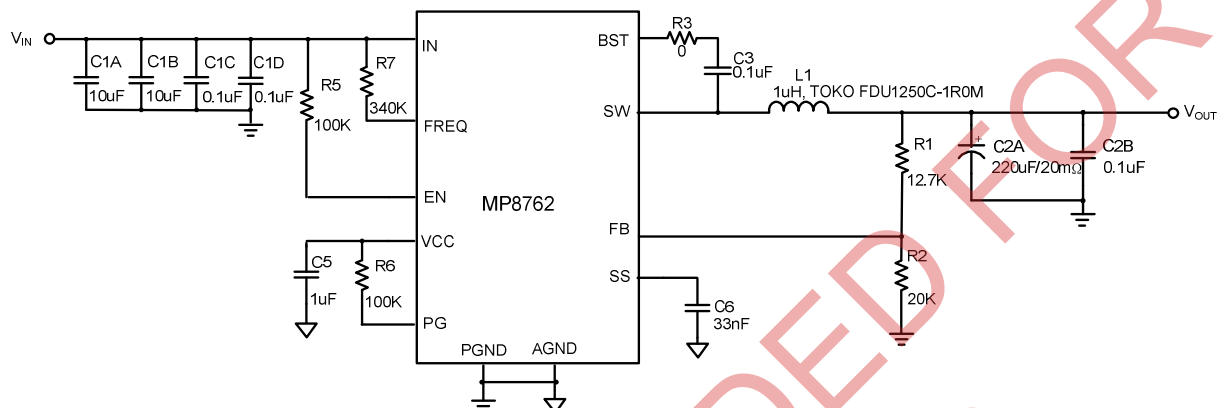 V_IN
C1A
10uF
C1B
10uF
C1C
0.1uF
C1D
0.1uF
R5
100K
R7
340K
IN
FREQ
EN
VCC
PG
PGND
AGND
MP8762
BST
SW
FB
SS
C5
1uF
R6
100K
R3
0
C3
0.1uF
L1
1uH, TOKO FDU1250C-1R0M
V_OUT
R1
12.7K
C2A
+
220uF/20mΩ
C2B
0.1uF
R2
20K
C6
33nF
DED FOR